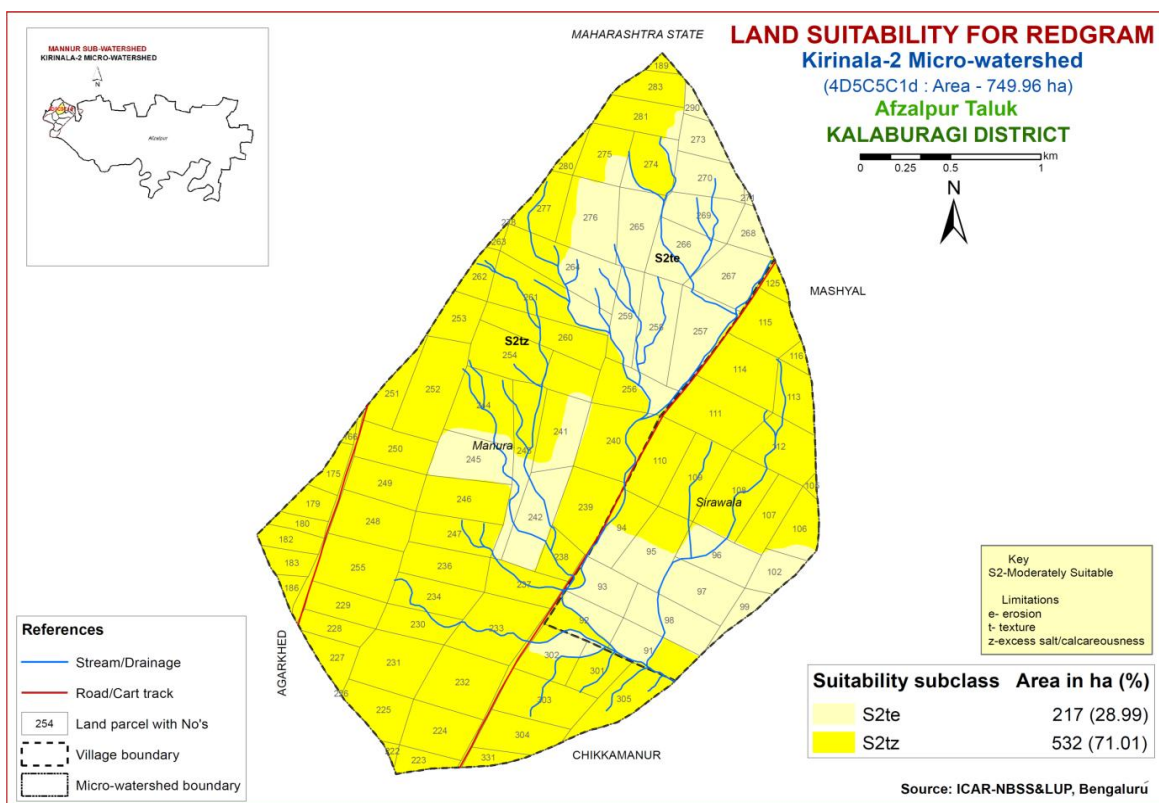 MAHARASHTRA STATE
LAND SUITABILITY FOR REDGRAM
Kirinala-2 Micro-watershed
(4D5C5C1d : Area - 749.96 ha)
Afzalpur Taluk
KALABURAGI DISTRICT
km
0 0.25 0.5 1
N
MANNUR SUB-WATERSHED
KIRINALA-2 MICRO-WATERSHED
N
Afzalpur
189
283
290
281
273
275
274
280
270
271
277
276
269
265
268
266
263
S2te
264
267
262
MASHYAL
125
261
259
258
115
253
257
S2tz
260
254
116
114
256
252
113
251
111
241
240
112
Manura
250
110
245
175
109
249
108
246
Sirawala
179
239
107
242
248
106
180
94
247
182
95
96
238
183
255
236
102
237
93
97
186
234
99
229
92
98
230
228
233
91
302
227
301
231
232
303
305
226
225
304
224
222
223
331
AGARKHED
CHIKKAMANUR
References
Stream/Drainage
Road/Cart track
254 Land parcel with No's
Village boundary
Micro-watershed boundary
Key
S2-Moderately Suitable
Limitations
e- erosion
t- texture
z-excess salt/calcareousness
Suitability subclass Area in ha (%)
S2te 217 (28.99)
S2tz 532 (71.01)
Source: ICAR-NBSS&LUP, Bengaluru